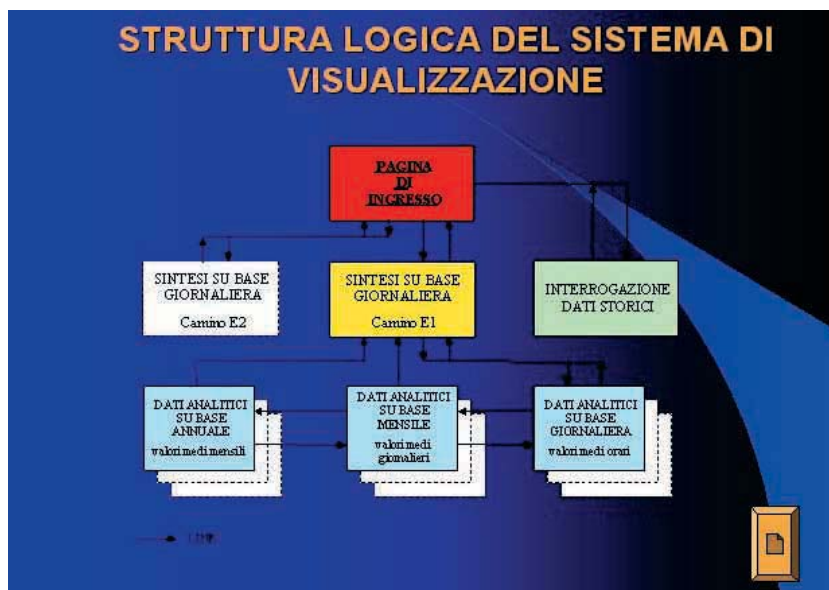 STRUTTURA LOGICA DEL SISTEMA DI
VISUALIZZAZIONE
PAGINA
DI
INGRESSO
SINTESI SU BASE
GIORNALIERA
Camino E2
SINTESI SU BASE
GIORNALIERA
Camino E1
INTERROGAZIONE
DATI STORICI
DATI ANALITICI
SU BASE
ANNUALE
valori medi mensili
DATI ANALITICI
SU BASE
MENSILE
valori medi
giornalieri
DATI ANALITICI
SU BASE
GIORNALIERA
valori medi orari